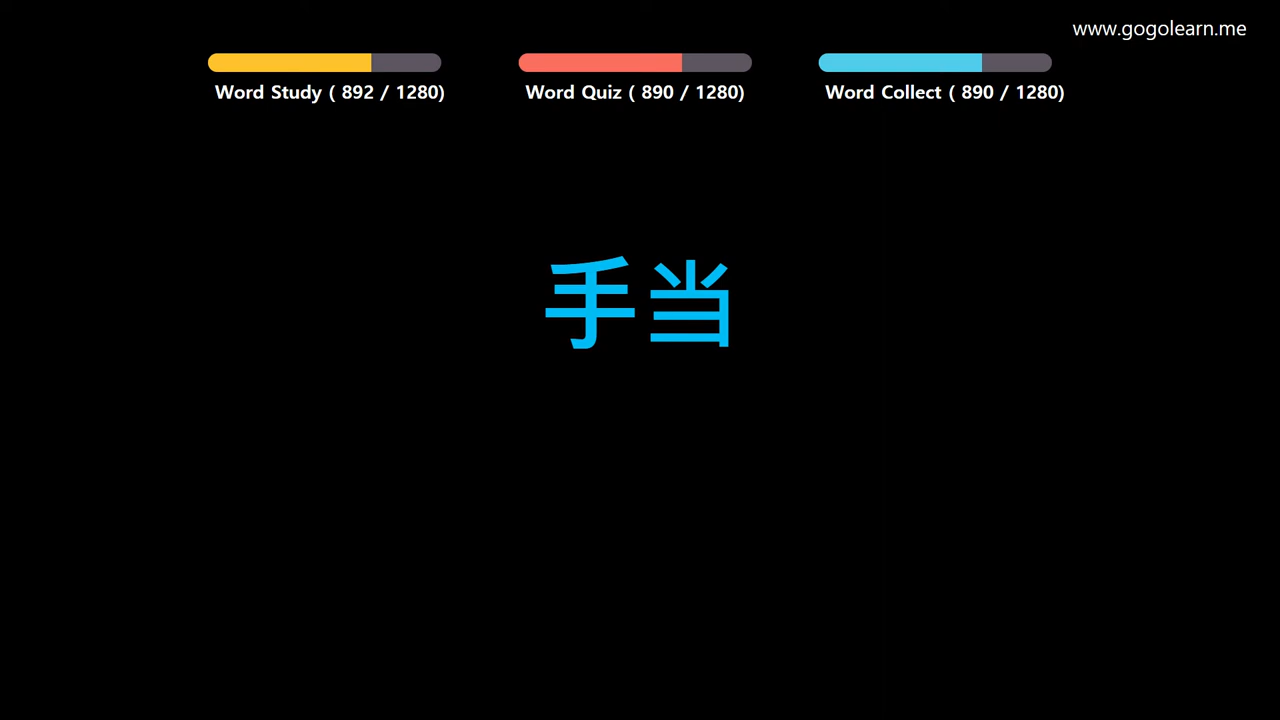 www.gogolearn.me
Word Study ( 892 / 1280)
Word Quiz ( 890 / 1280)
Word Collect ( 890 / 1280)
手当